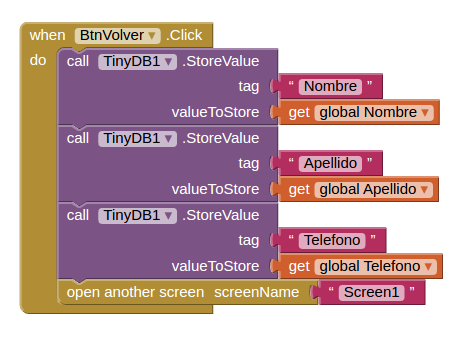 when BtnVolver ▾ .Click
do call TinyDB1 ▾ .StoreValue
tag “ Nombre ”
valueToStore get global Nombre ▾
call TinyDB1 ▾ .StoreValue
tag “ Apellido ”
valueToStore get global Apellido ▾
call TinyDB1 ▾ .StoreValue
tag “ Telefono ”
valueToStore get global Telefono ▾
open another screen screenName “ Screen1 ”